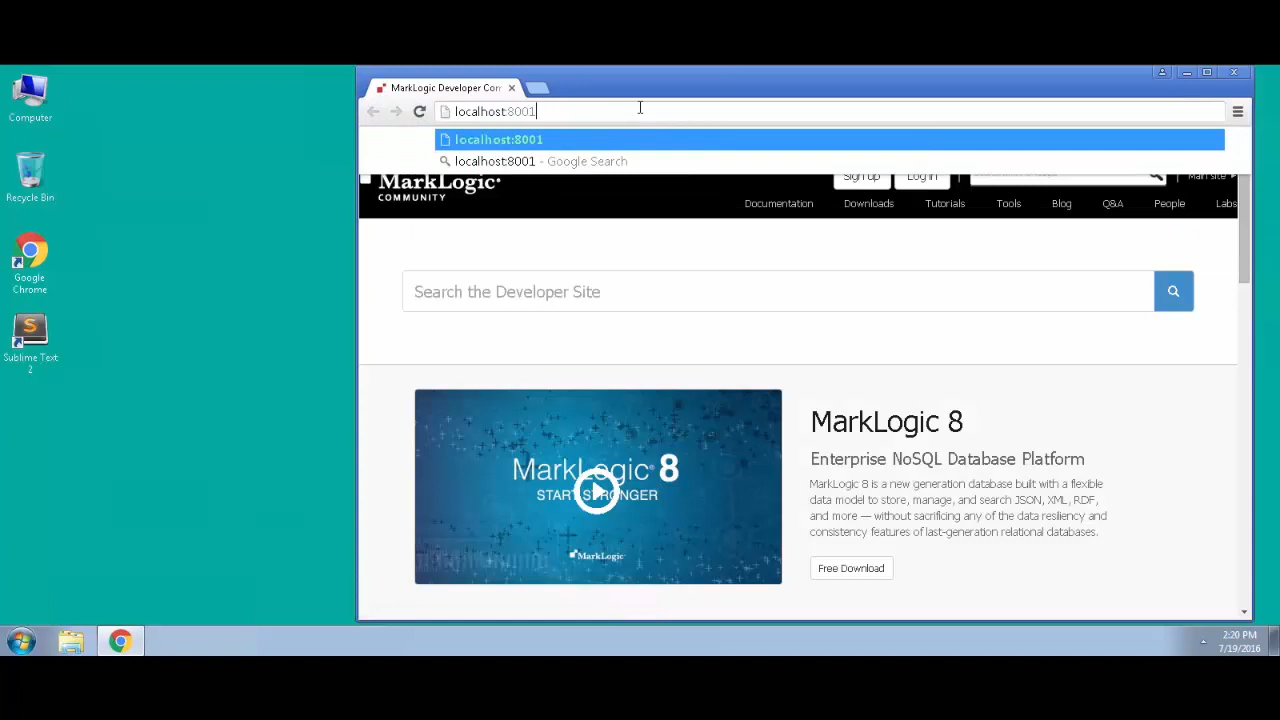 Computer
Recycle Bin
Google
Chrome
Sublime Text
2
MarkLogic Developer Com
localhost:8001
localhost:8001
localhost:8001 - Google Search
MarkLogic
COMMUNITY
Sign up
Log in
Main site
Documentation
Downloads
Tutorials
Tools
Blog
Q&A
People
Labs
Search the Developer Site
MarkLogic 8
START STRONGER
MarkLogic
MarkLogic 8
Enterprise NoSQL Database Platform
MarkLogic 8 is a new generation database built with a flexible
data model to store, manage, and search JSON, XML, RDF,
and more — without sacrificing any of the data resiliency and
consistency features of last-generation relational databases.
Free Download
2:20 PM
7/19/2016